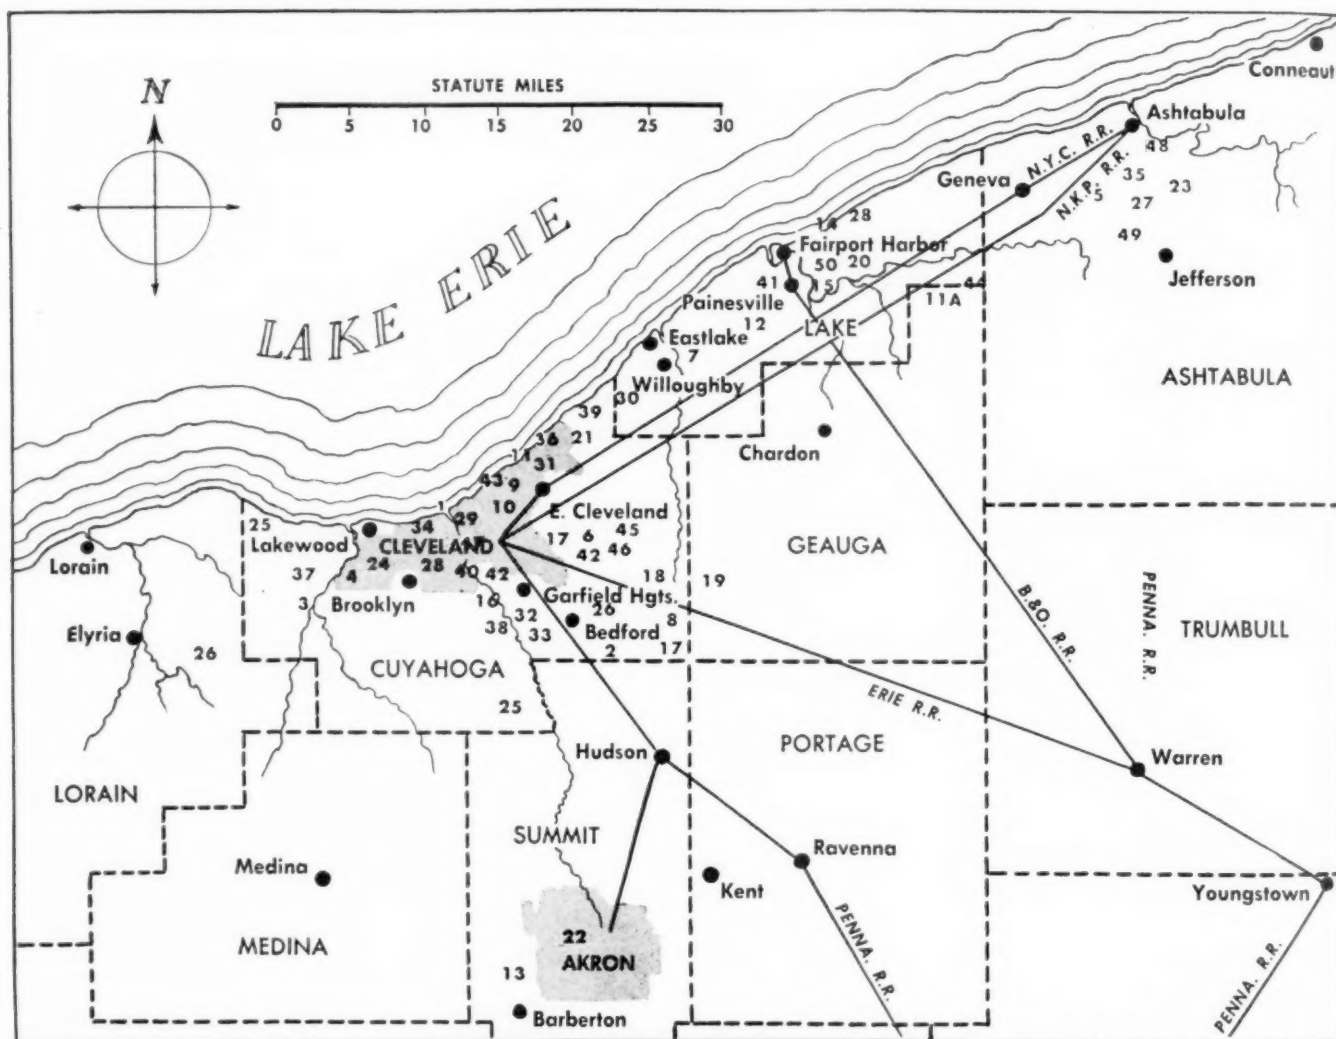 N
STATUTE MILES
0 5 10 15 20 25 30
LAKE ERIE
Conneaut
Ashtabula
48
N.Y.C. R.R.
Geneva
N.K.P. R.R.
5
35
23
27
49
Jefferson
14 28
Fairport Harbor
50 20
41
15
44
11A
Painesville
12
LAKE
Eastlake
7
Willoughby
ASHTABULA
39
30
36
21
11
31
Chardon
43
9
10
1
E. Cleveland
25
34
29
45
Lakewood
CLEVELAND
17
6
42
46
GEAUGA
37
4
24
28
40
42
18
19
3
Brooklyn
16
Garfield Hgts.
32
26
8
38
33
Bedford
2
17
Lorain
Elyria
26
CUYAHOGA
25
B.&O. R.R.
PENNA. R.R.
TRUMBULL
ERIE R.R.
Hudson
PORTAGE
Warren
LORAIN
SUMMIT
Medina
Ravenna
Kent
Youngstown
MEDINA
22
AKRON
13
Barberton
PENNA. R.R.
PENNA. R.R.